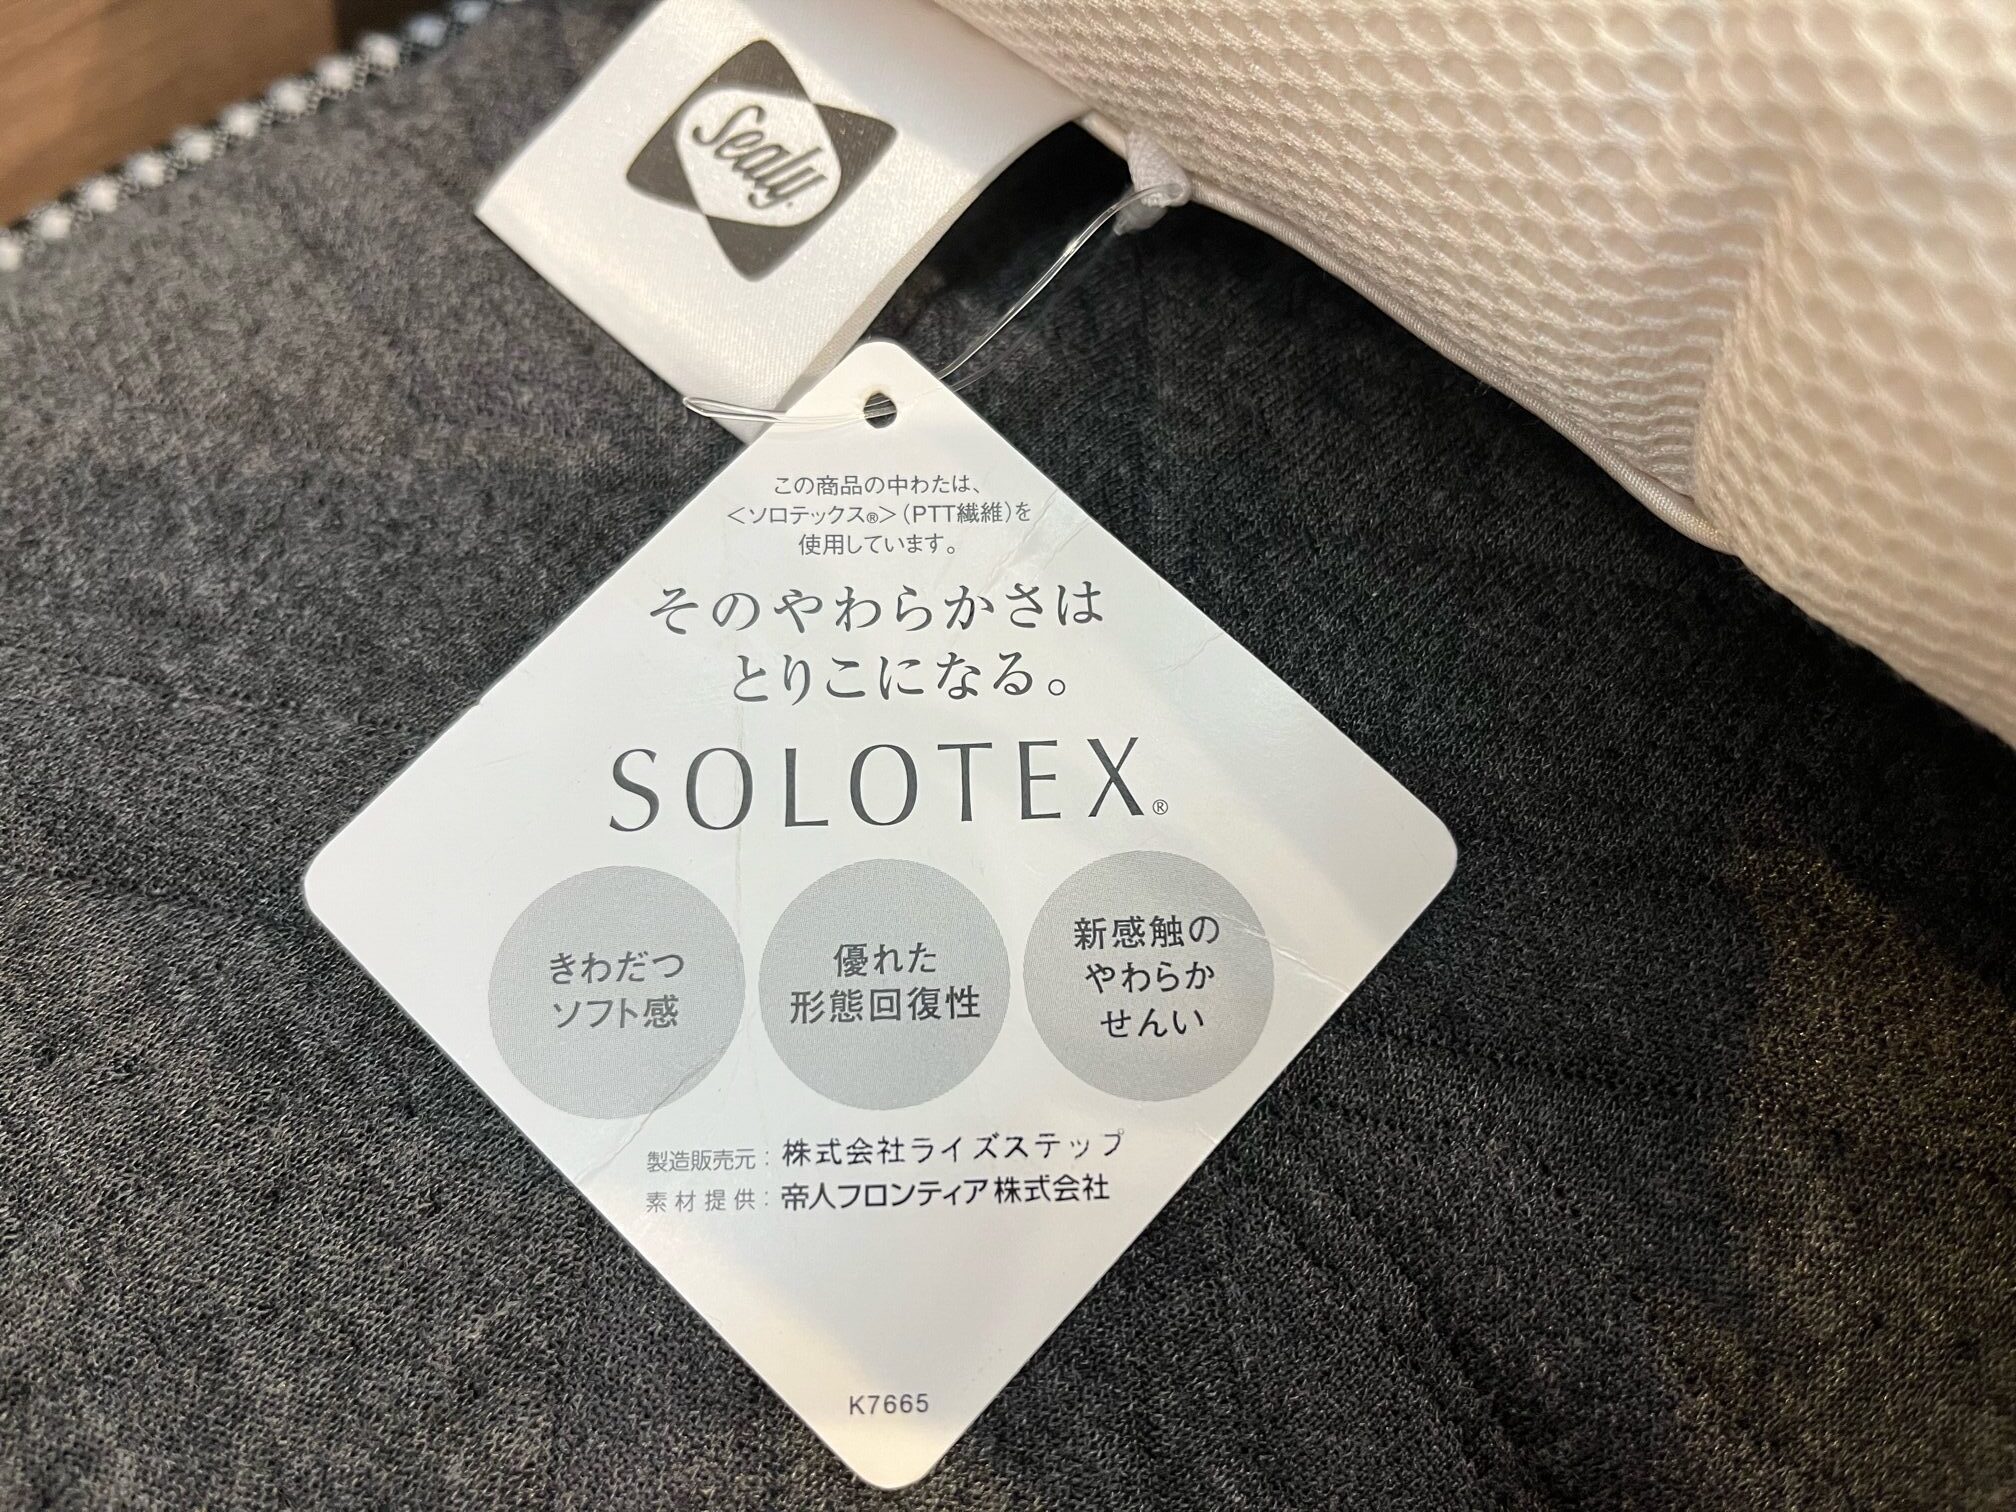 Sealy
この商品の中わたは、
＜ソロテックス®＞（PTT繊維）を
使用しています。
そのやわらかさは
とりこになる。
SOLOTEX®
きわだつ
ソフト感
優れた
形態回復性
新感触の
やわらか
せんい
製造販売元：株式会社ライズステップ
素材提供：帝人フロンティア株式会社
K7665